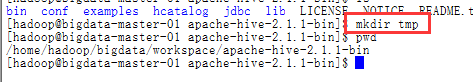 bin conf examples hcatalog jdbc lib LICENSE NOTICE README.t
[hadoop@bigdata-master-01 apache-hive-2.1.1-bin]$ mkdir tmp
[hadoop@bigdata-master-01 apache-hive-2.1.1-bin]$ pwd
/home/hadoop/bigdata/workspace/apache-hive-2.1.1-bin
[hadoop@bigdata-master-01 apache-hive-2.1.1-bin]$